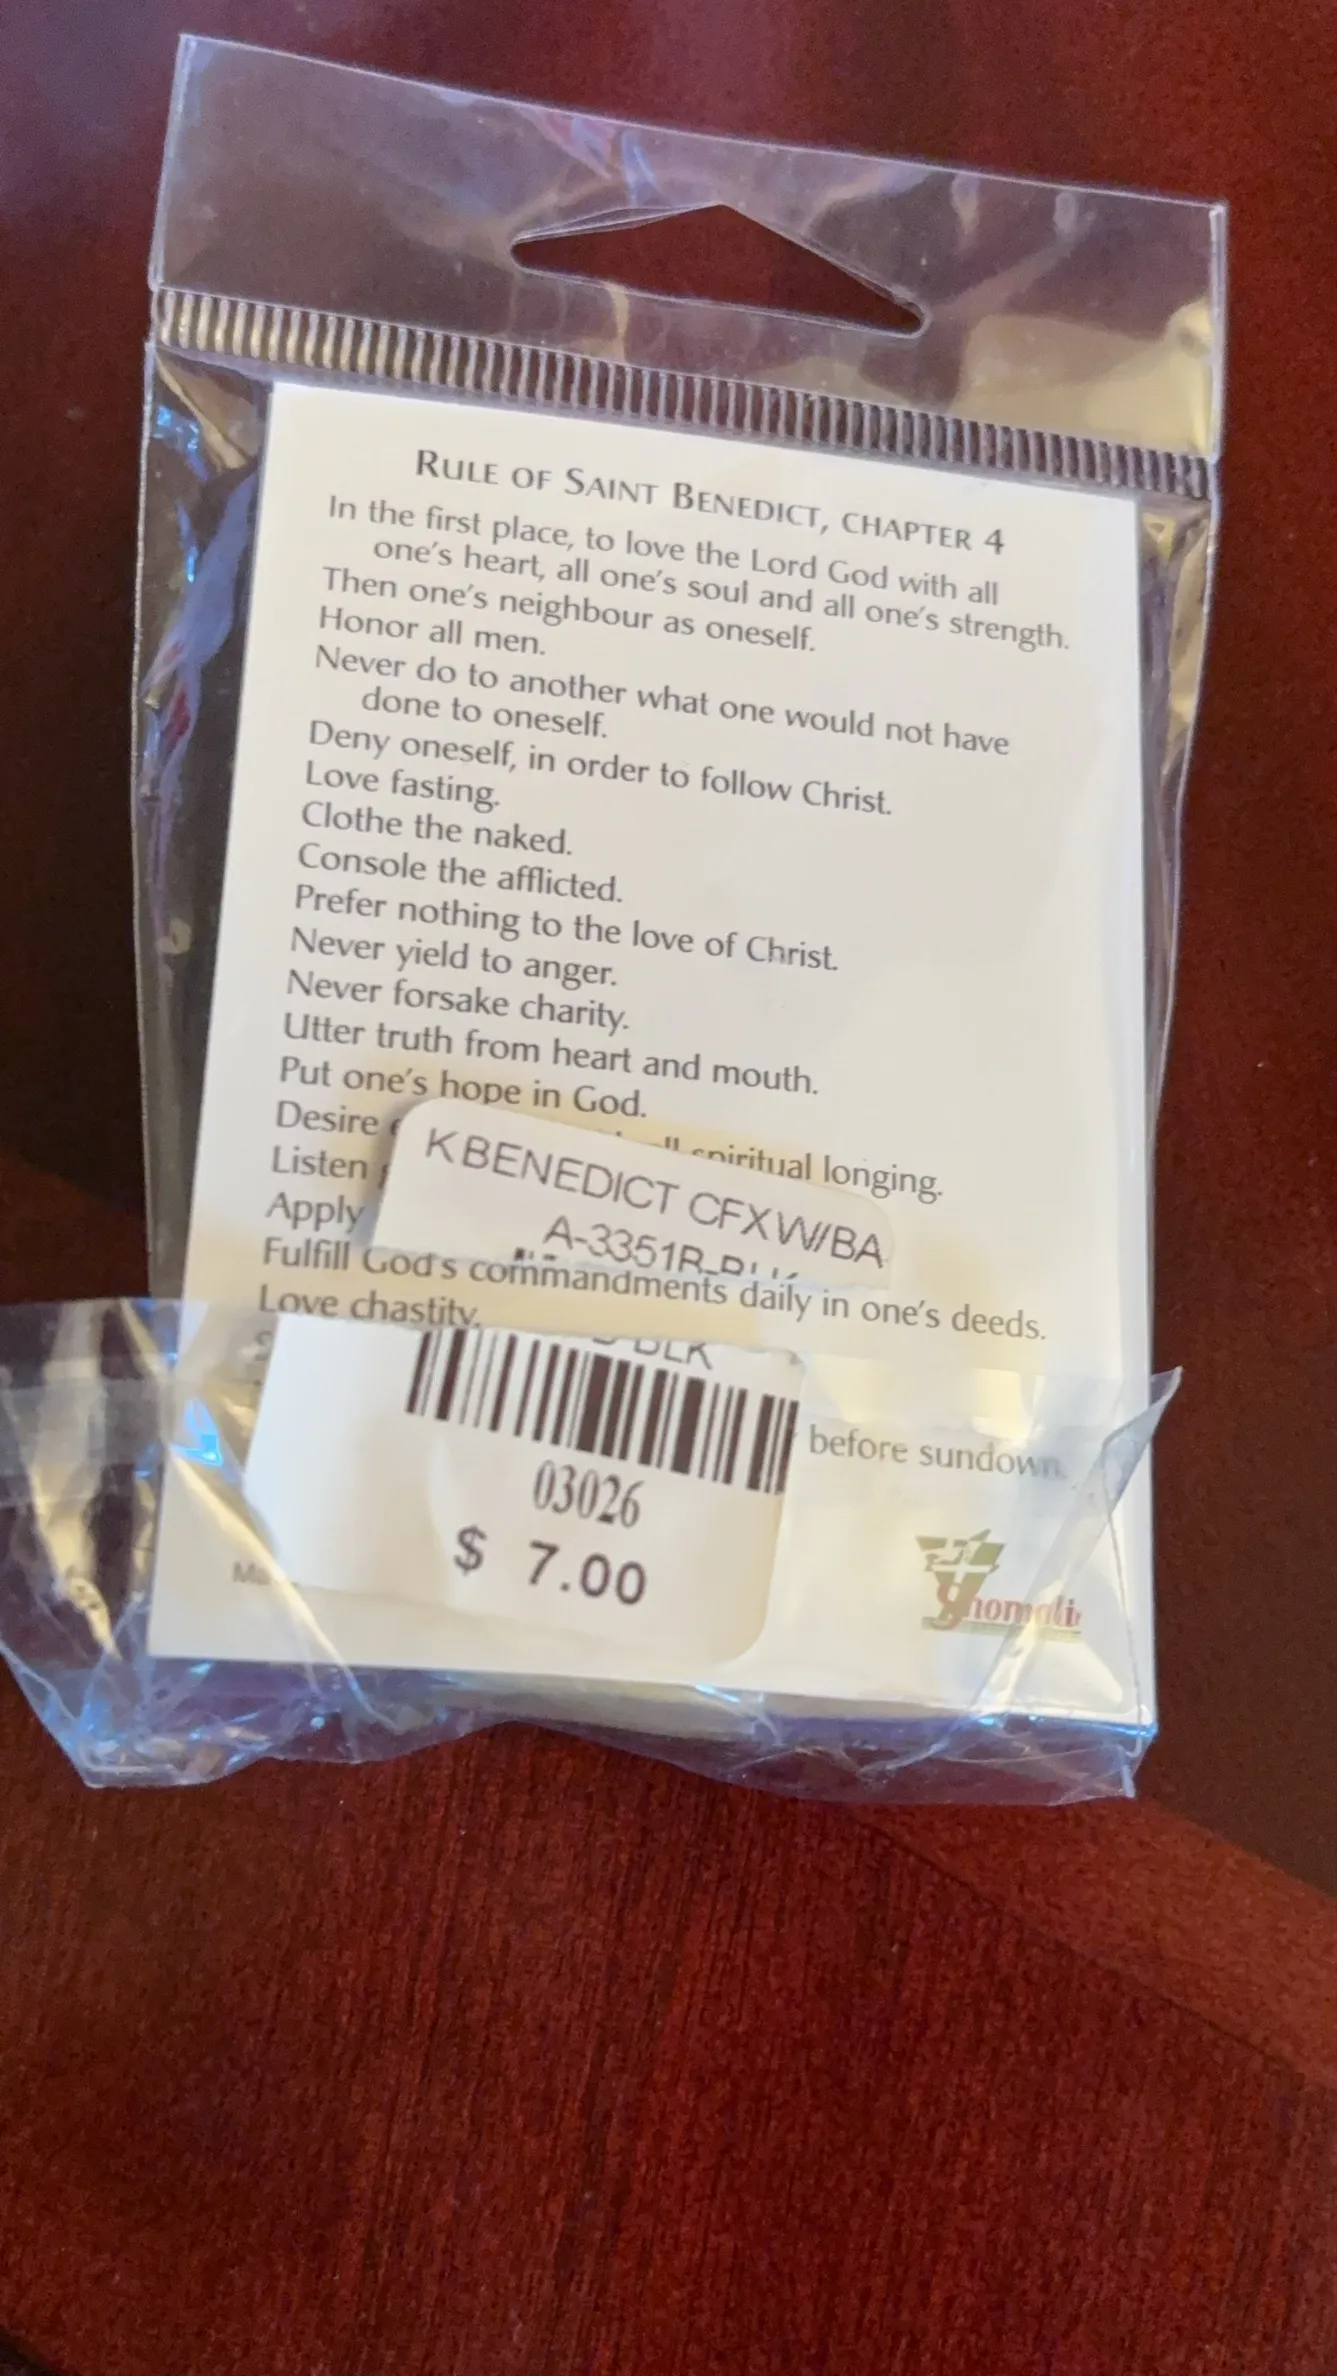 RULE OF SAINT BENEDICT, CHAPTER 4
In the first place, to love the Lord God with all
one's heart, all one's soul and all one's strength.
Then one's neighbour as oneself.
Honor all men.
Never do to another what one would not have
done to oneself.
Deny oneself, in order to follow Christ.
Love fasting.
Clothe the naked.
Console the afflicted.
Prefer nothing to the love of Christ.
Never yield to anger.
Never forsake charity.
Utter truth from heart and mouth.
Put one's hope in God.
Desire spiritual longing.
Listen
Apply
K BENEDICT CFX W/BA
A-3351R
Fulfill God's commandments daily in one's deeds.
Love chastity.
BLK
before sundown.
03026
$ 7.00